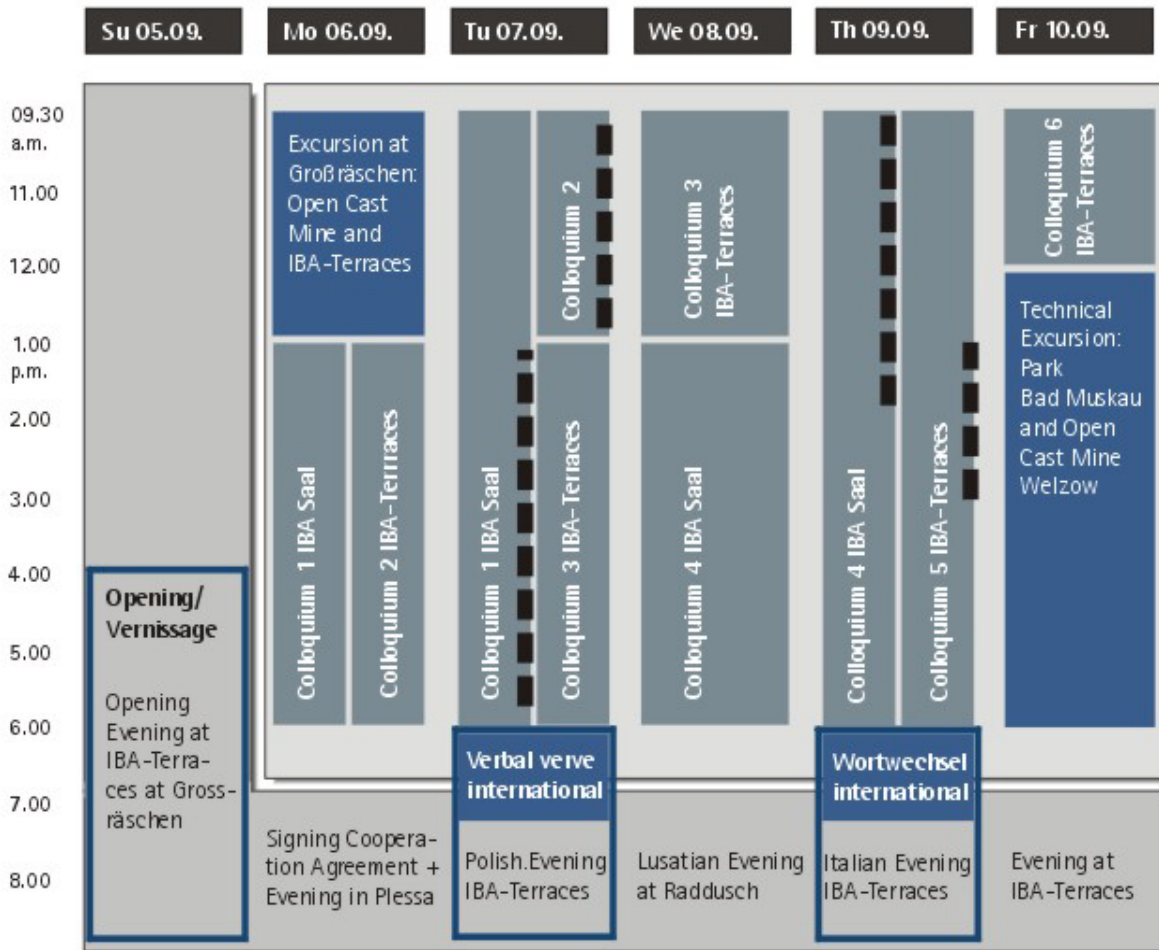 Su 05.09.
Mo 06.09.
Tu 07.09.
We 08.09.
Th 09.09.
Fr 10.09.
09.30
a.m.
11.00
12.00
1.00
p.m.
2.00
3.00
4.00
5.00
6.00
7.00
8.00
Opening/
Vernissage
Opening
Evening at
IBA-Terra-
ces at Gross-
räschen
Excursion at
Großräschen:
Open Cast
Mine and
IBA-Terraces
Colloquium 1 IBA Saal
Colloquium 2 IBA-Terrraces
Signing Coopera-
tion Agreement +
Evening in Plessa
Colloquium 1 IBA Saal
Colloquium 2
Colloquium 3 IBA-Terraces
Verbal verve
international
Polish.Evening
IBA-Terraces
Colloquium 3
IBA-Terraces
Colloquium 4 IBA Saal
Lusatian Evening
at Raddusch
Colloquium 4 IBA Saal
Colloquium 5 IBA-Terraces
Wortwechsel
international
Italian Evening
IBA-Terraces
Colloquium 6
IBA-Terraces
Technical
Excursion:
Park
Bad Muskau
and Open
Cast Mine
Welzow
Evening at
IBA-Terraces